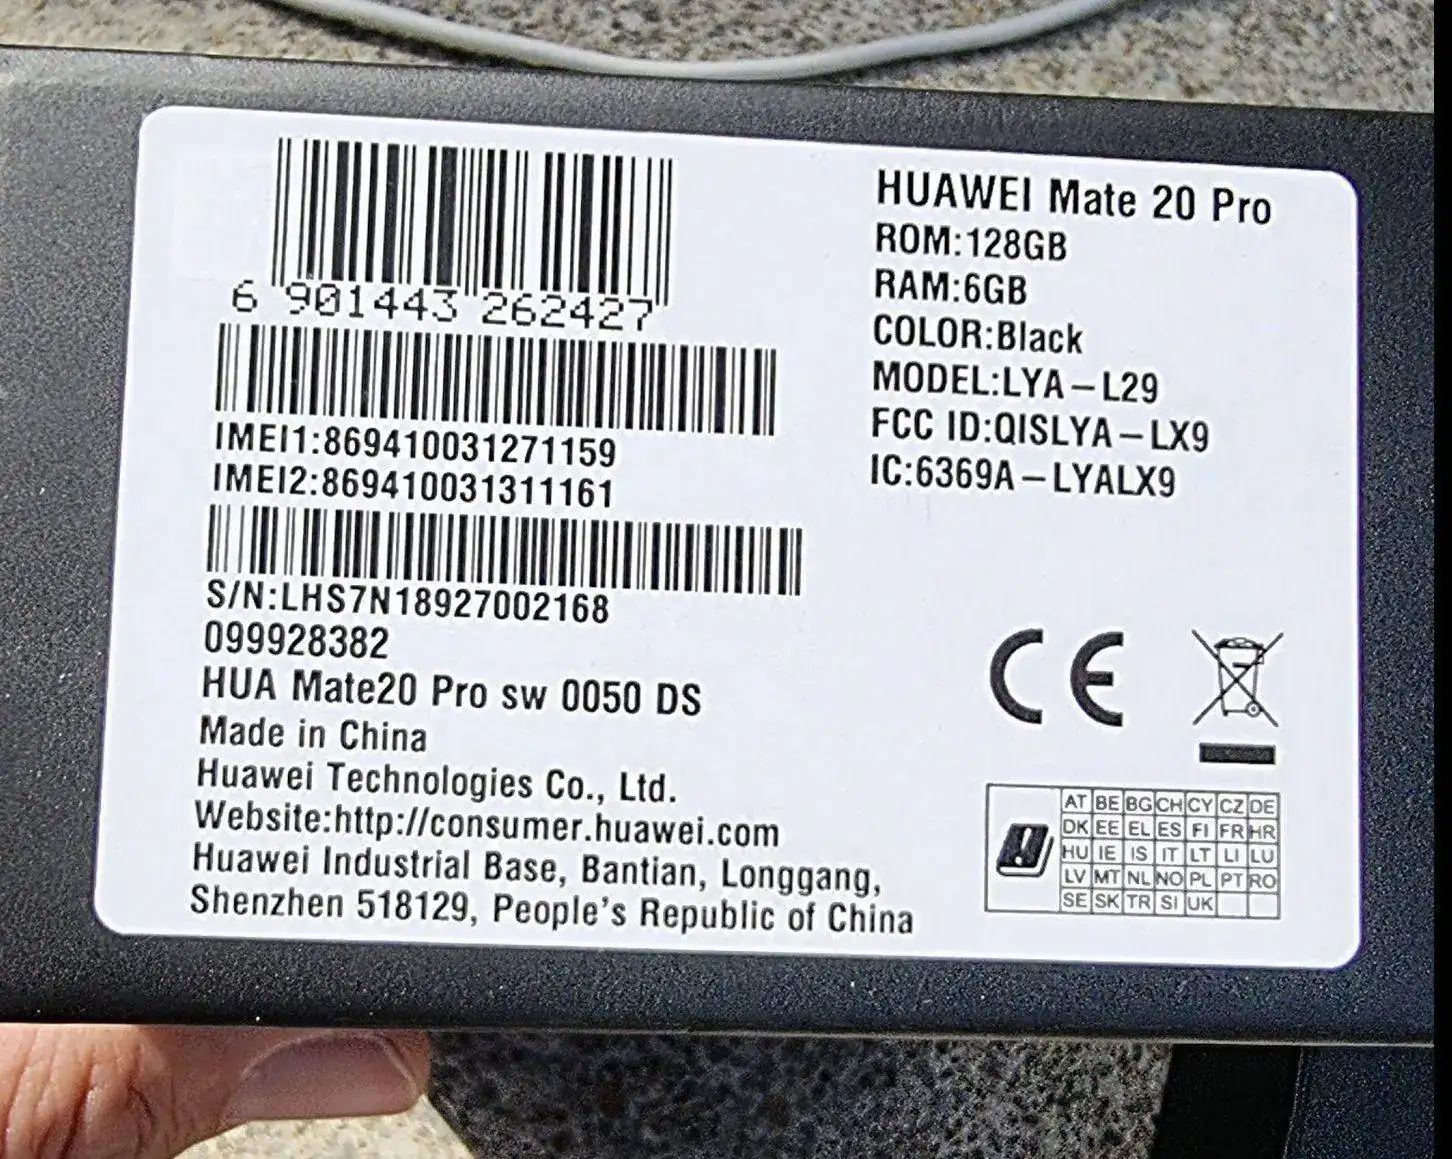 6 901443 262427
IMEI1:869410031271159
IMEI2:869410031311161
S/N:LHS7N18927002168
099928382
HUA Mate20 Pro sw 0050 DS
Made in China
Huawei Technologies Co., Ltd.
Website:http://consumer.huawei.com
Huawei Industrial Base, Bantian, Longgang,
Shenzhen 518129, People's Republic of China
HUAWEI Mate 20 Pro
ROM:128GB
RAM:6GB
COLOR:Black
MODEL:LYA-L29
FCC ID:QISLYA-LX9
IC:6369A-LYALX9
CE
AT BE BG CH CY CZ DE
DK EE EL ES FI FR HR
HU IE IS IT LT LI LU
LV MT NL NO PL PT RO
SE SK TR SI UK